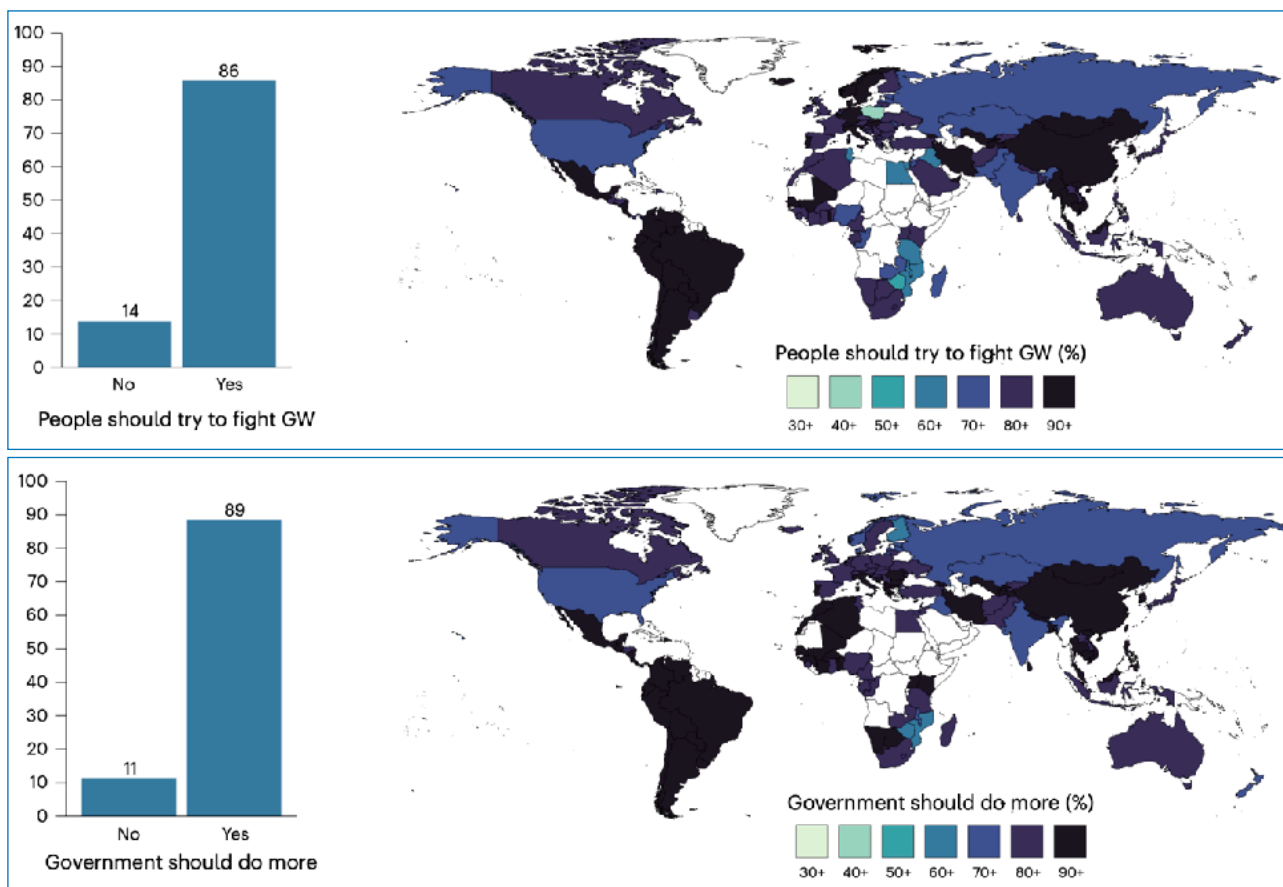 100
90
80
70
60
50
40
30
20
10
0
14
86
No
Yes
People should try to fight GW
People should try to fight GW (%)
30+ 40+ 50+ 60+ 70+ 80+ 90+
100
90
80
70
60
50
40
30
20
10
0
11
89
No
Yes
Government should do more
Government should do more (%)
30+ 40+ 50+ 60+ 70+ 80+ 90+